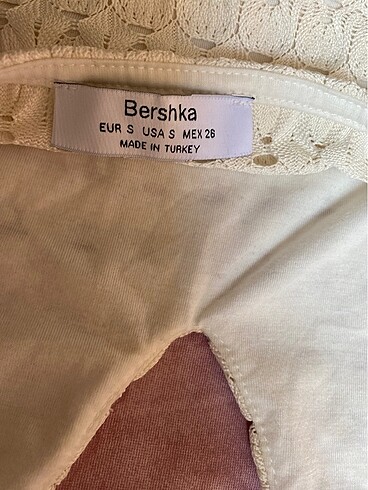 Bershka
EUR S USA S MEX 26
MADE IN TURKEY